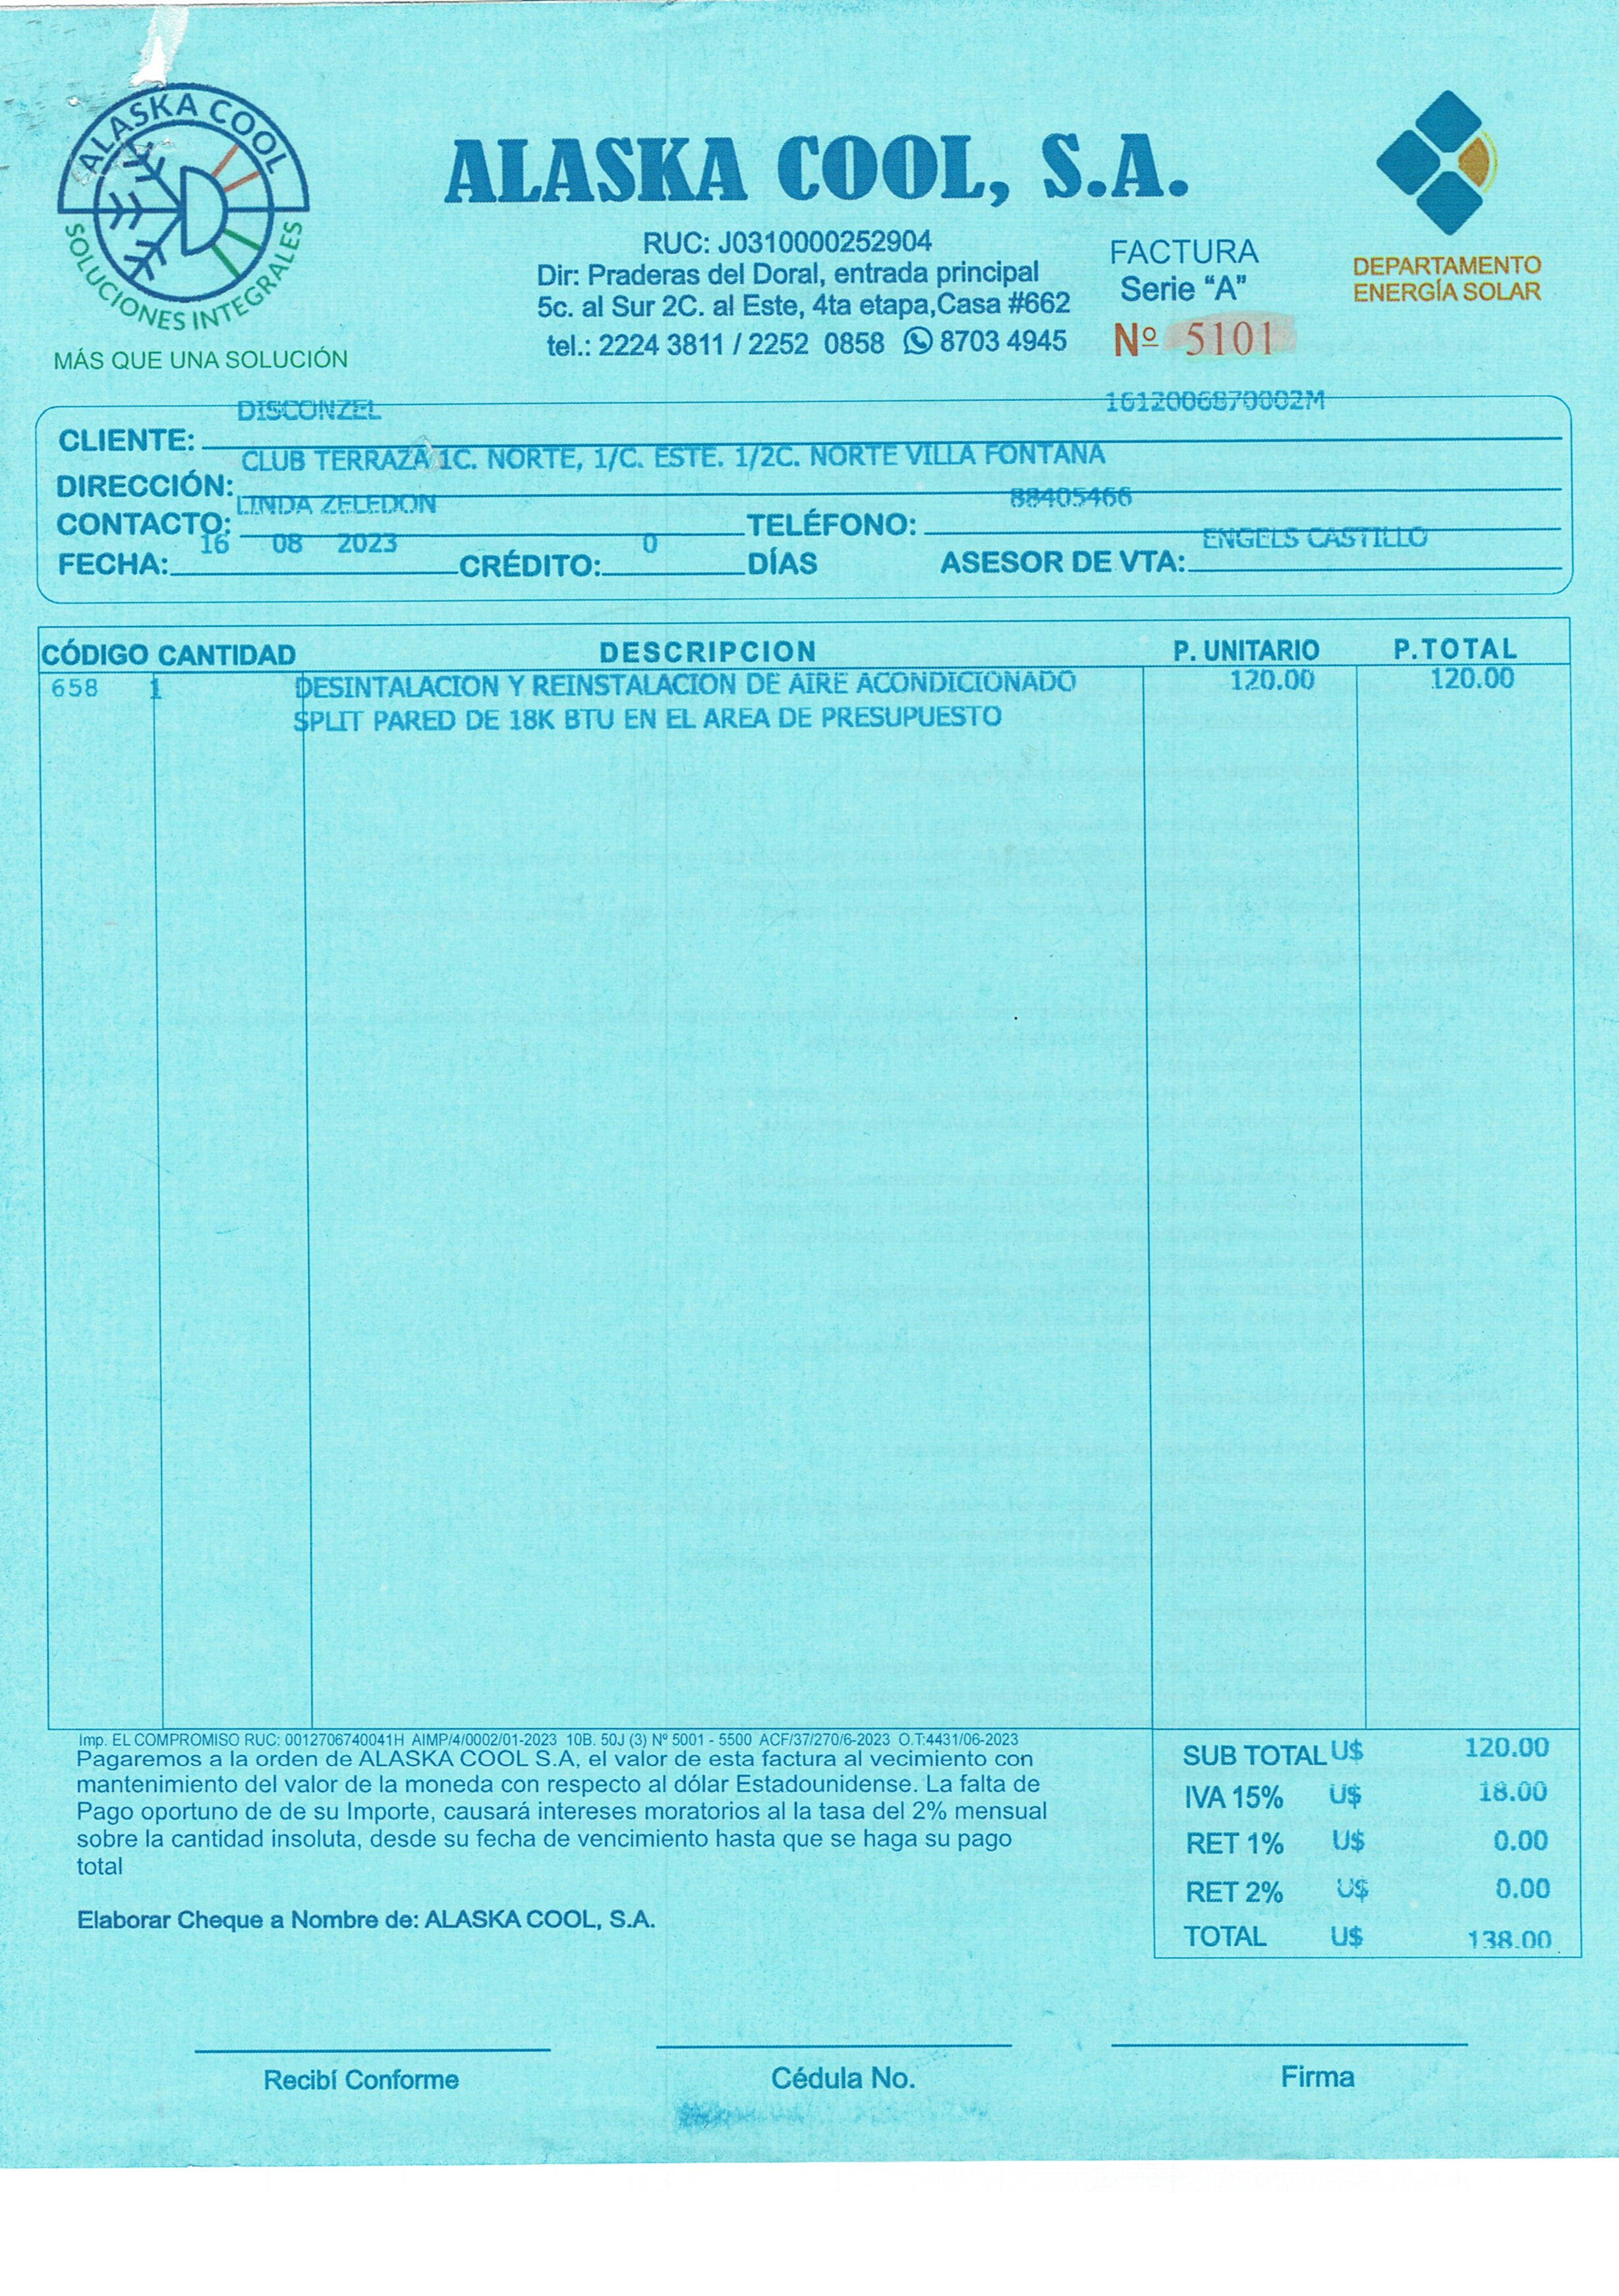 ALASKA COOL
SOLUCIONES INTEGRALES
MÁS QUE UNA SOLUCIÓN
ALASKA COOL, S.A.
RUC: J0310000252904
Dir: Praderas del Doral, entrada principal
5c. al Sur 2C. al Este, 4ta etapa,Casa #662
tel.: 2224 3811 / 2252 0858 8703 4945
FACTURA
Serie “A”
Nº 5101
DEPARTAMENTO
ENERGÍA SOLAR
CLIENTE: DISCONZEL 1612006870002M
DIRECCIÓN: CLUB TERRAZA 1C. NORTE, 1/C. ESTE. 1/2C. NORTE VILLA FONTANA
CONTACTO: LINDA ZELEDON TELÉFONO: 88405466
FECHA: 16 08 2023 CRÉDITO: 0 DÍAS ASESOR DE VTA: ENGELS CASTILLO
CÓDIGO CANTIDAD DESCRIPCION P. UNITARIO P.TOTAL
658 1 DESINTALACION Y REINSTALACION DE AIRE ACONDICIONADO 120.00 120.00
SPLIT PARED DE 18K BTU EN EL AREA DE PRESUPUESTO
Imp. EL COMPROMISO RUC: 0012706740041H AIMP/4/0002/01-2023 10B. 50J (3) Nº 5001 - 5500 ACF/37/270/6-2023 O.T:4431/06-2023
Pagaremos a la orden de ALASKA COOL S.A, el valor de esta factura al vecimiento con
mantenimiento del valor de la moneda con respecto al dólar Estadounidense. La falta de
Pago oportuno de de su Importe, causará intereses moratorios al la tasa del 2% mensual
sobre la cantidad insoluta, desde su fecha de vencimiento hasta que se haga su pago
total
Elaborar Cheque a Nombre de: ALASKA COOL, S.A.
SUB TOTAL U$ 120.00
IVA 15% U$ 18.00
RET 1% U$ 0.00
RET 2% U$ 0.00
TOTAL U$ 138.00
Recibí Conforme
Cédula No.
Firma